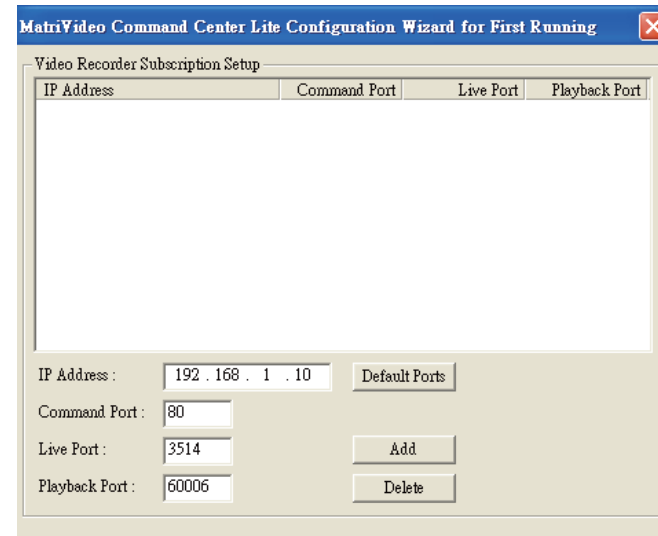 MatriVideo Command Center Lite Configuration Wizard for First Running
Video Recorder Subscription Setup
IP Address Command Port Live Port Playback Port
IP Address : 192 . 168 . 1 . 10 Default Ports
Command Port : 80
Live Port : 3514 Add
Playback Port : 60006 Delete